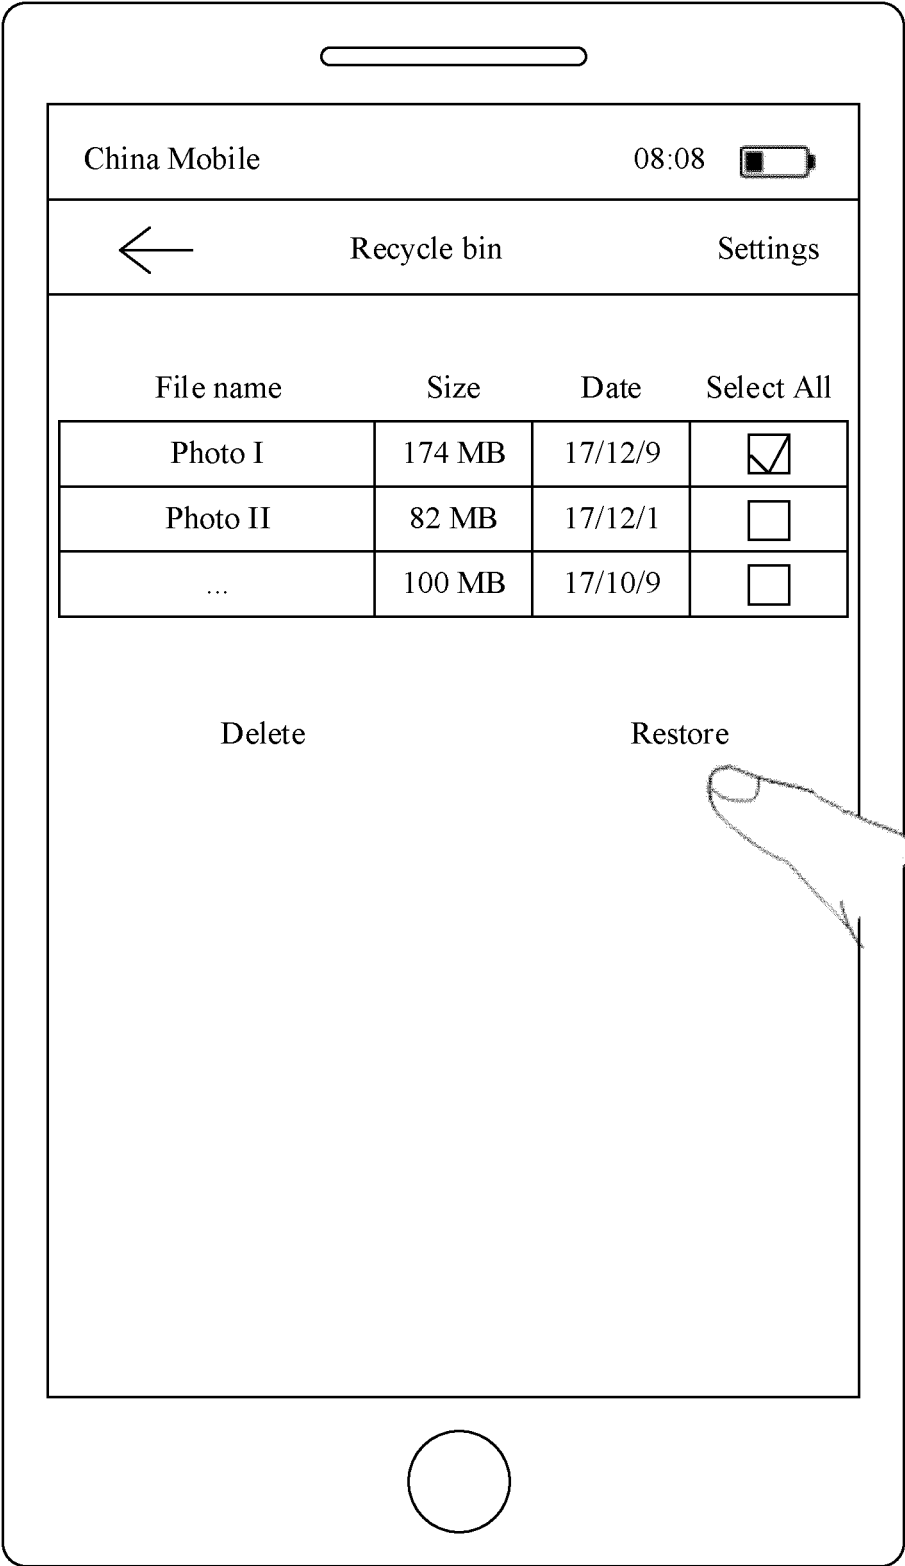 China Mobile 08:08
Recycle bin Settings
File name Size Date Select All
Photo I 174 MB 17/12/9
Photo II 82 MB 17/12/1
... 100 MB 17/10/9
Delete Restore